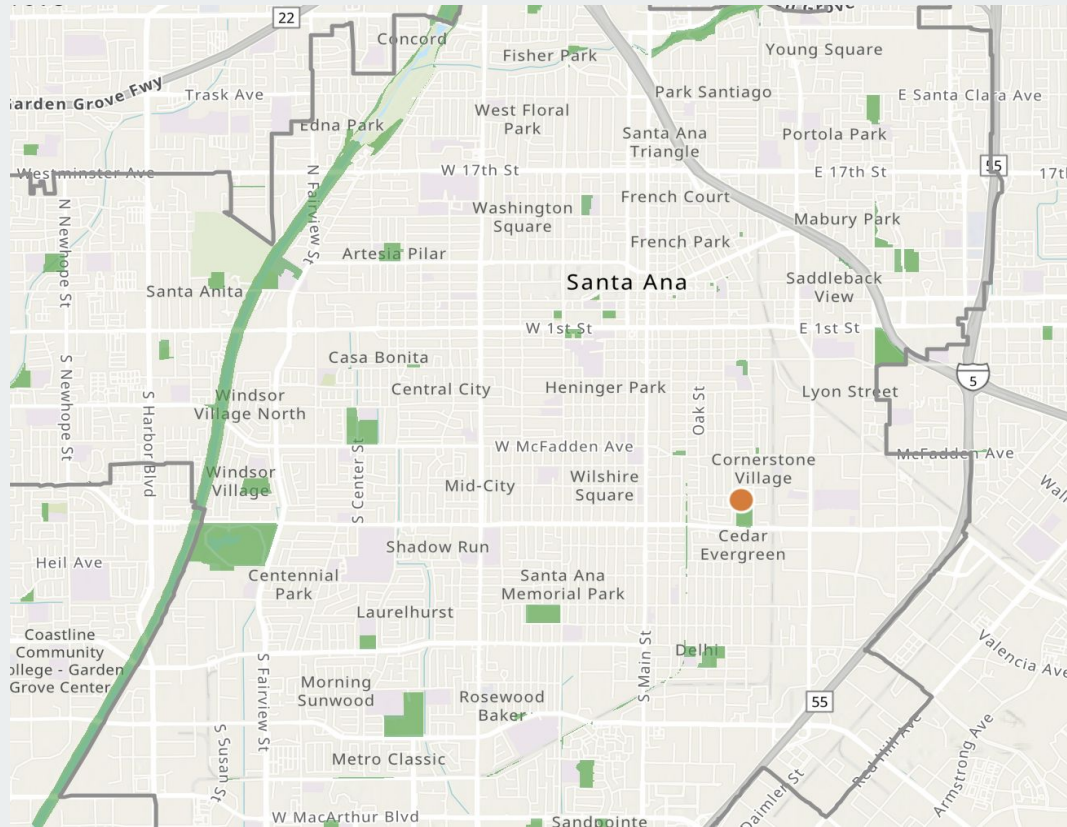 22
Concord
Fisher Park
Young Square
Garden Grove Fwy
Trask Ave
Park Santiago
E Santa Clara Ave
West Floral
Park
Edna Park
Santa Ana
Triangle
Portola Park
Westminster Ave
W 17th St
E 17th St
55
17th
N Fairview St
French Court
Washington
Square
Mabury Park
N Newhope St
French Park
Artesia Pilar
Santa Ana
Saddleback
View
Santa Anita
W 1st St
E 1st St
Casa Bonita
S Newhope St
Central City
Heninger Park
Oak St
Lyon Street
5
S Harbor Blvd
Windsor
Village North
W McFadden Ave
McFadden Ave
S Center St
Cornerstone
Village
Windsor
Village
Mid-City
Wilshire
Square
Cedar
Evergreen
Shadow Run
Heil Ave
Centennial
Park
Santa Ana
Memorial Park
Laurelhurst
Coastline
Community
ollege - Garden
Grove Center
S Fairview St
S Main St
Delhi
Valencia Ave
Morning
Sunwood
Rosewood
Baker
55
S Susan St
Red Hill Ave
Metro Classic
Armstrong Ave
Daimler St
W MacArthur Blvd
Sandpointe